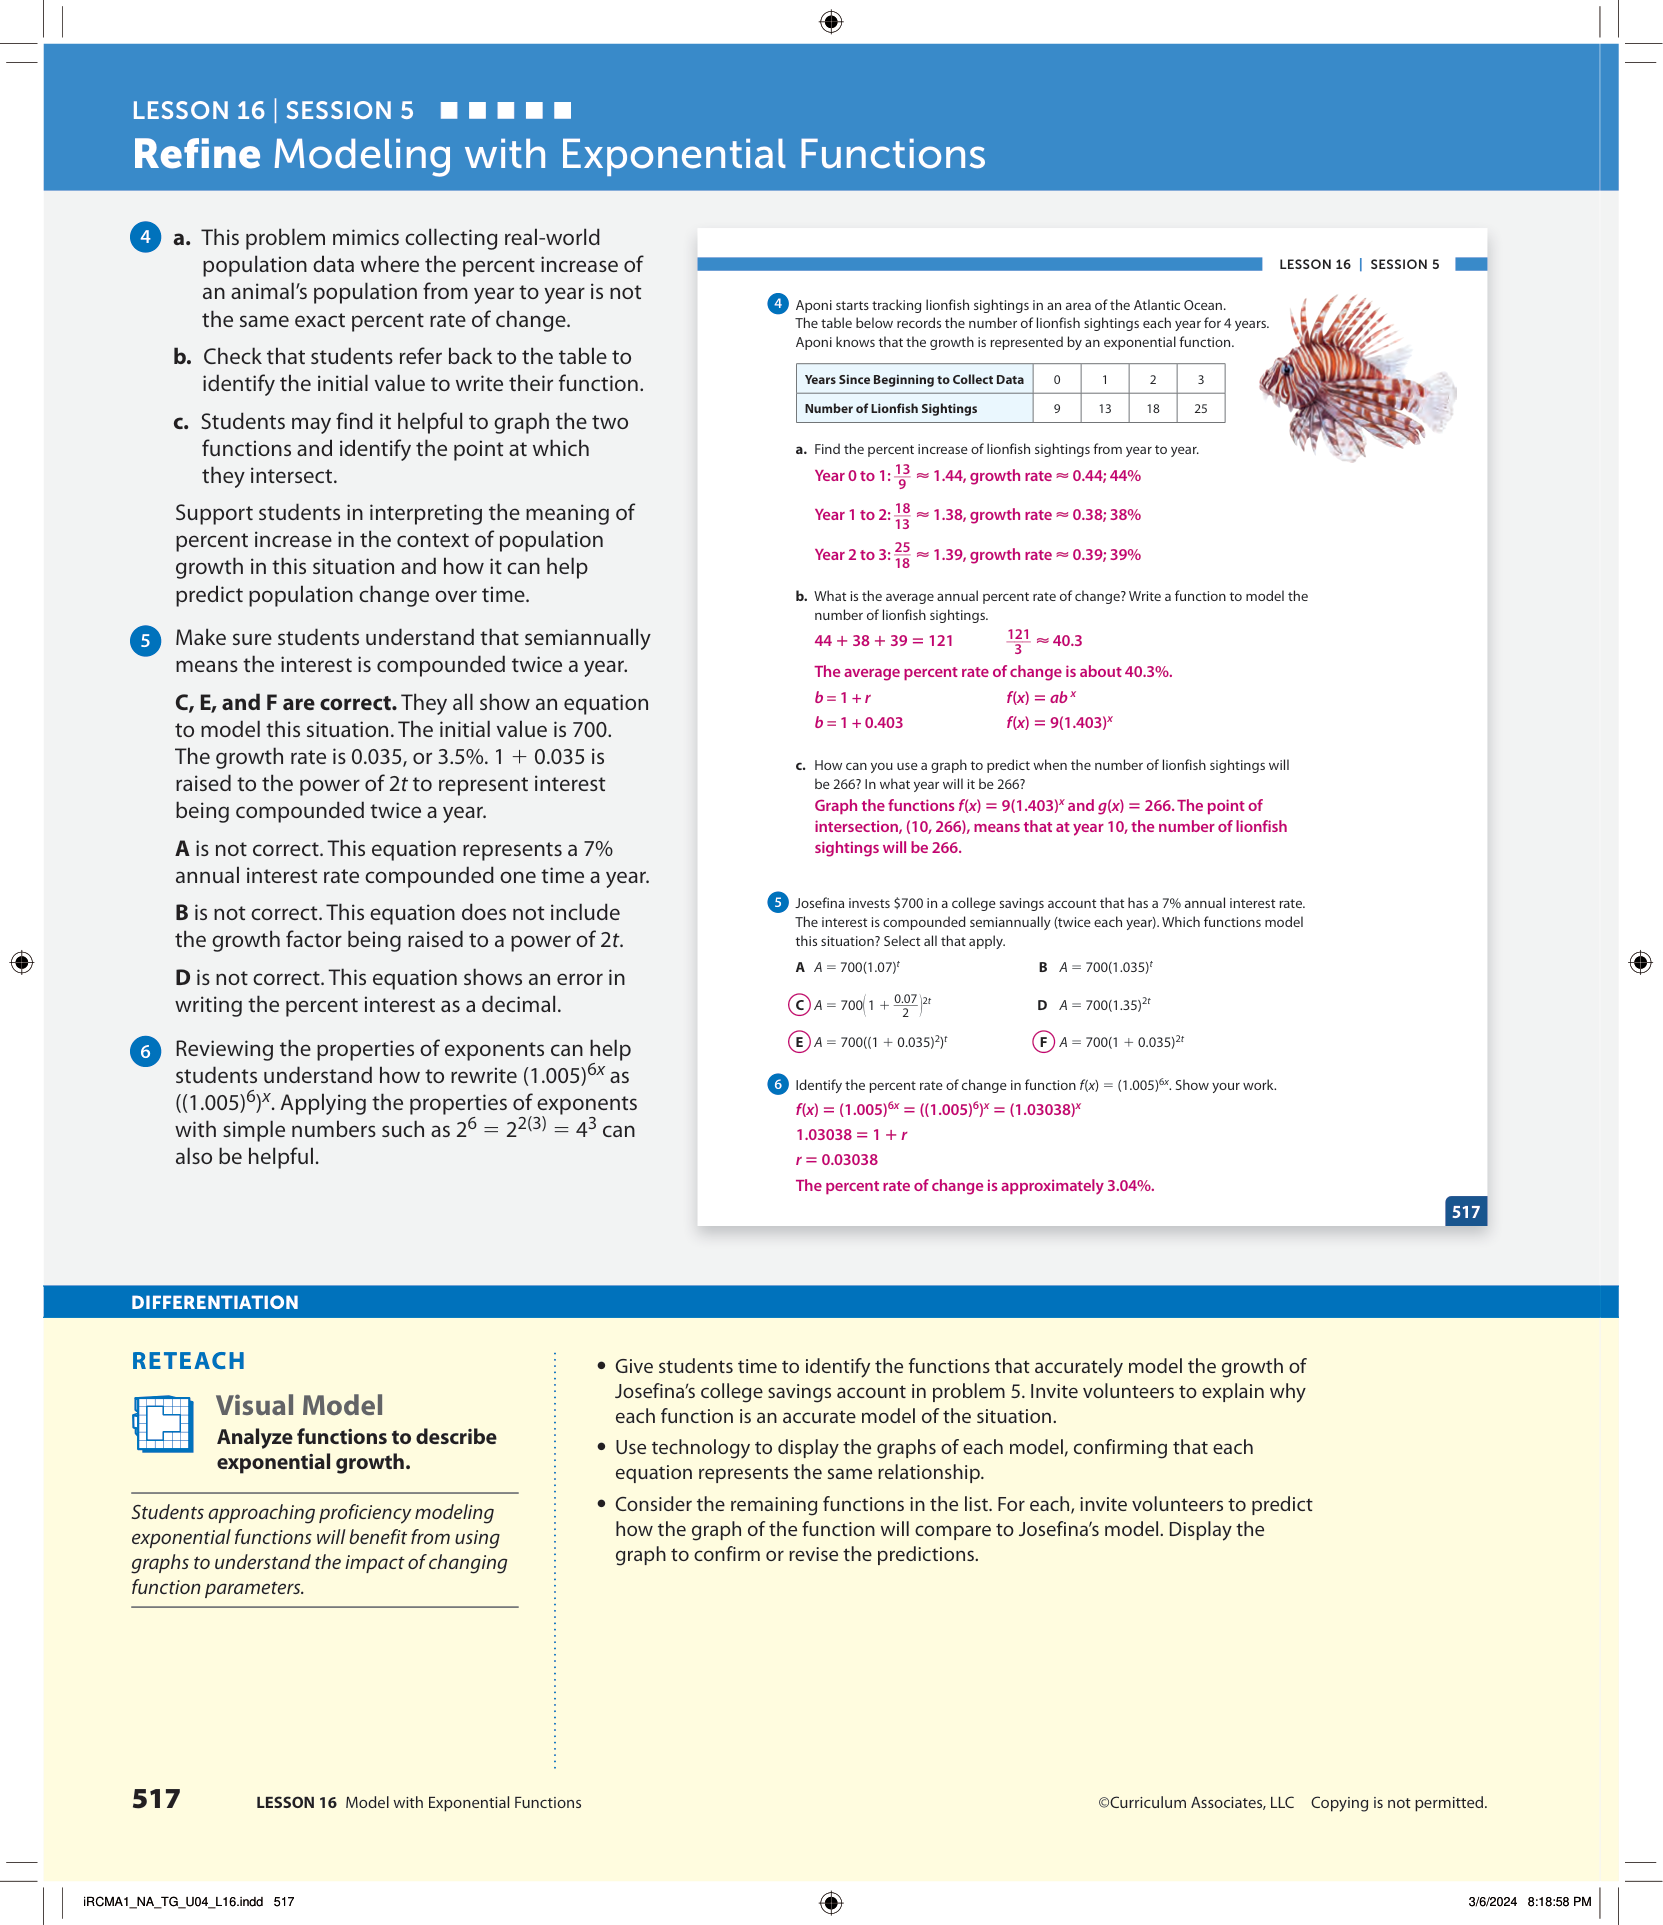 LESSON 16 | SESSION 5
Refine Modeling with Exponential Functions
4 a. This problem mimics collecting real-world
population data where the percent increase of
an animal’s population from year to year is not
the same exact percent rate of change.
b. Check that students refer back to the table to
identify the initial value to write their function.
c. Students may find it helpful to graph the two
functions and identify the point at which
they intersect.
Support students in interpreting the meaning of
percent increase in the context of population
growth in this situation and how it can help
predict population change over time.
5 Make sure students understand that semiannually
means the interest is compounded twice a year.
C, E, and F are correct. They all show an equation
to model this situation. The initial value is 700.
The growth rate is 0.035, or 3.5%. 1 + 0.035 is
raised to the power of 2t to represent interest
being compounded twice a year.
A is not correct. This equation represents a 7%
annual interest rate compounded one time a year.
B is not correct. This equation does not include
the growth factor being raised to a power of 2t.
D is not correct. This equation shows an error in
writing the percent interest as a decimal.
6 Reviewing the properties of exponents can help
students understand how to rewrite (1.005)^6x as
((1.005)^6)^x. Applying the properties of exponents
with simple numbers such as 2^6 = 2^2(3) = 4^3 can
also be helpful.
LESSON 16 | SESSION 5
4 Aponi starts tracking lionfish sightings in an area of the Atlantic Ocean.
The table below records the number of lionfish sightings each year for 4 years.
Aponi knows that the growth is represented by an exponential function.
Years Since Beginning to Collect Data 0 1 2 3
Number of Lionfish Sightings 9 13 18 25
a. Find the percent increase of lionfish sightings from year to year.
Year 0 to 1: 13/9 ≈ 1.44, growth rate ≈ 0.44; 44%
Year 1 to 2: 18/13 ≈ 1.38, growth rate ≈ 0.38; 38%
Year 2 to 3: 25/18 ≈ 1.39, growth rate ≈ 0.39; 39%
b. What is the average annual percent rate of change? Write a function to model the
number of lionfish sightings.
44 + 38 + 39 = 121 121/3 ≈ 40.3
The average percent rate of change is about 40.3%.
b = 1 + r f(x) = ab^x
b = 1 + 0.403 f(x) = 9(1.403)^x
c. How can you use a graph to predict when the number of lionfish sightings will
be 266? In what year will it be 266?
Graph the functions f(x) = 9(1.403)^x and g(x) = 266. The point of
intersection, (10, 266), means that at year 10, the number of lionfish
sightings will be 266.
5 Josefina invests $700 in a college savings account that has a 7% annual interest rate.
The interest is compounded semiannually (twice each year). Which functions model
this situation? Select all that apply.
A A = 700(1.07)^t B A = 700(1.035)^t
C A = 700(1 + 0.07/2)^2t D A = 700(1.35)^2t
E A = 700((1 + 0.035)^2)^t F A = 700(1 + 0.035)^2t
6 Identify the percent rate of change in function f(x) = (1.005)^6x. Show your work.
f(x) = (1.005)^6x = ((1.005)^6)^x = (1.03038)^x
1.03038 = 1 + r
r = 0.03038
The percent rate of change is approximately 3.04%.
517
DIFFERENTIATION
RETEACH
Visual Model
Analyze functions to describe
exponential growth.
Students approaching proficiency modeling
exponential functions will benefit from using
graphs to understand the impact of changing
function parameters.
• Give students time to identify the functions that accurately model the growth of
Josefina’s college savings account in problem 5. Invite volunteers to explain why
each function is an accurate model of the situation.
• Use technology to display the graphs of each model, confirming that each
equation represents the same relationship.
• Consider the remaining functions in the list. For each, invite volunteers to predict
how the graph of the function will compare to Josefina’s model. Display the
graph to confirm or revise the predictions.
517 LESSON 16 Model with Exponential Functions ©Curriculum Associates, LLC Copying is not permitted.
iRCMA1_NA_TG_U04_L16.indd 517 3/6/2024 8:18:58 PM